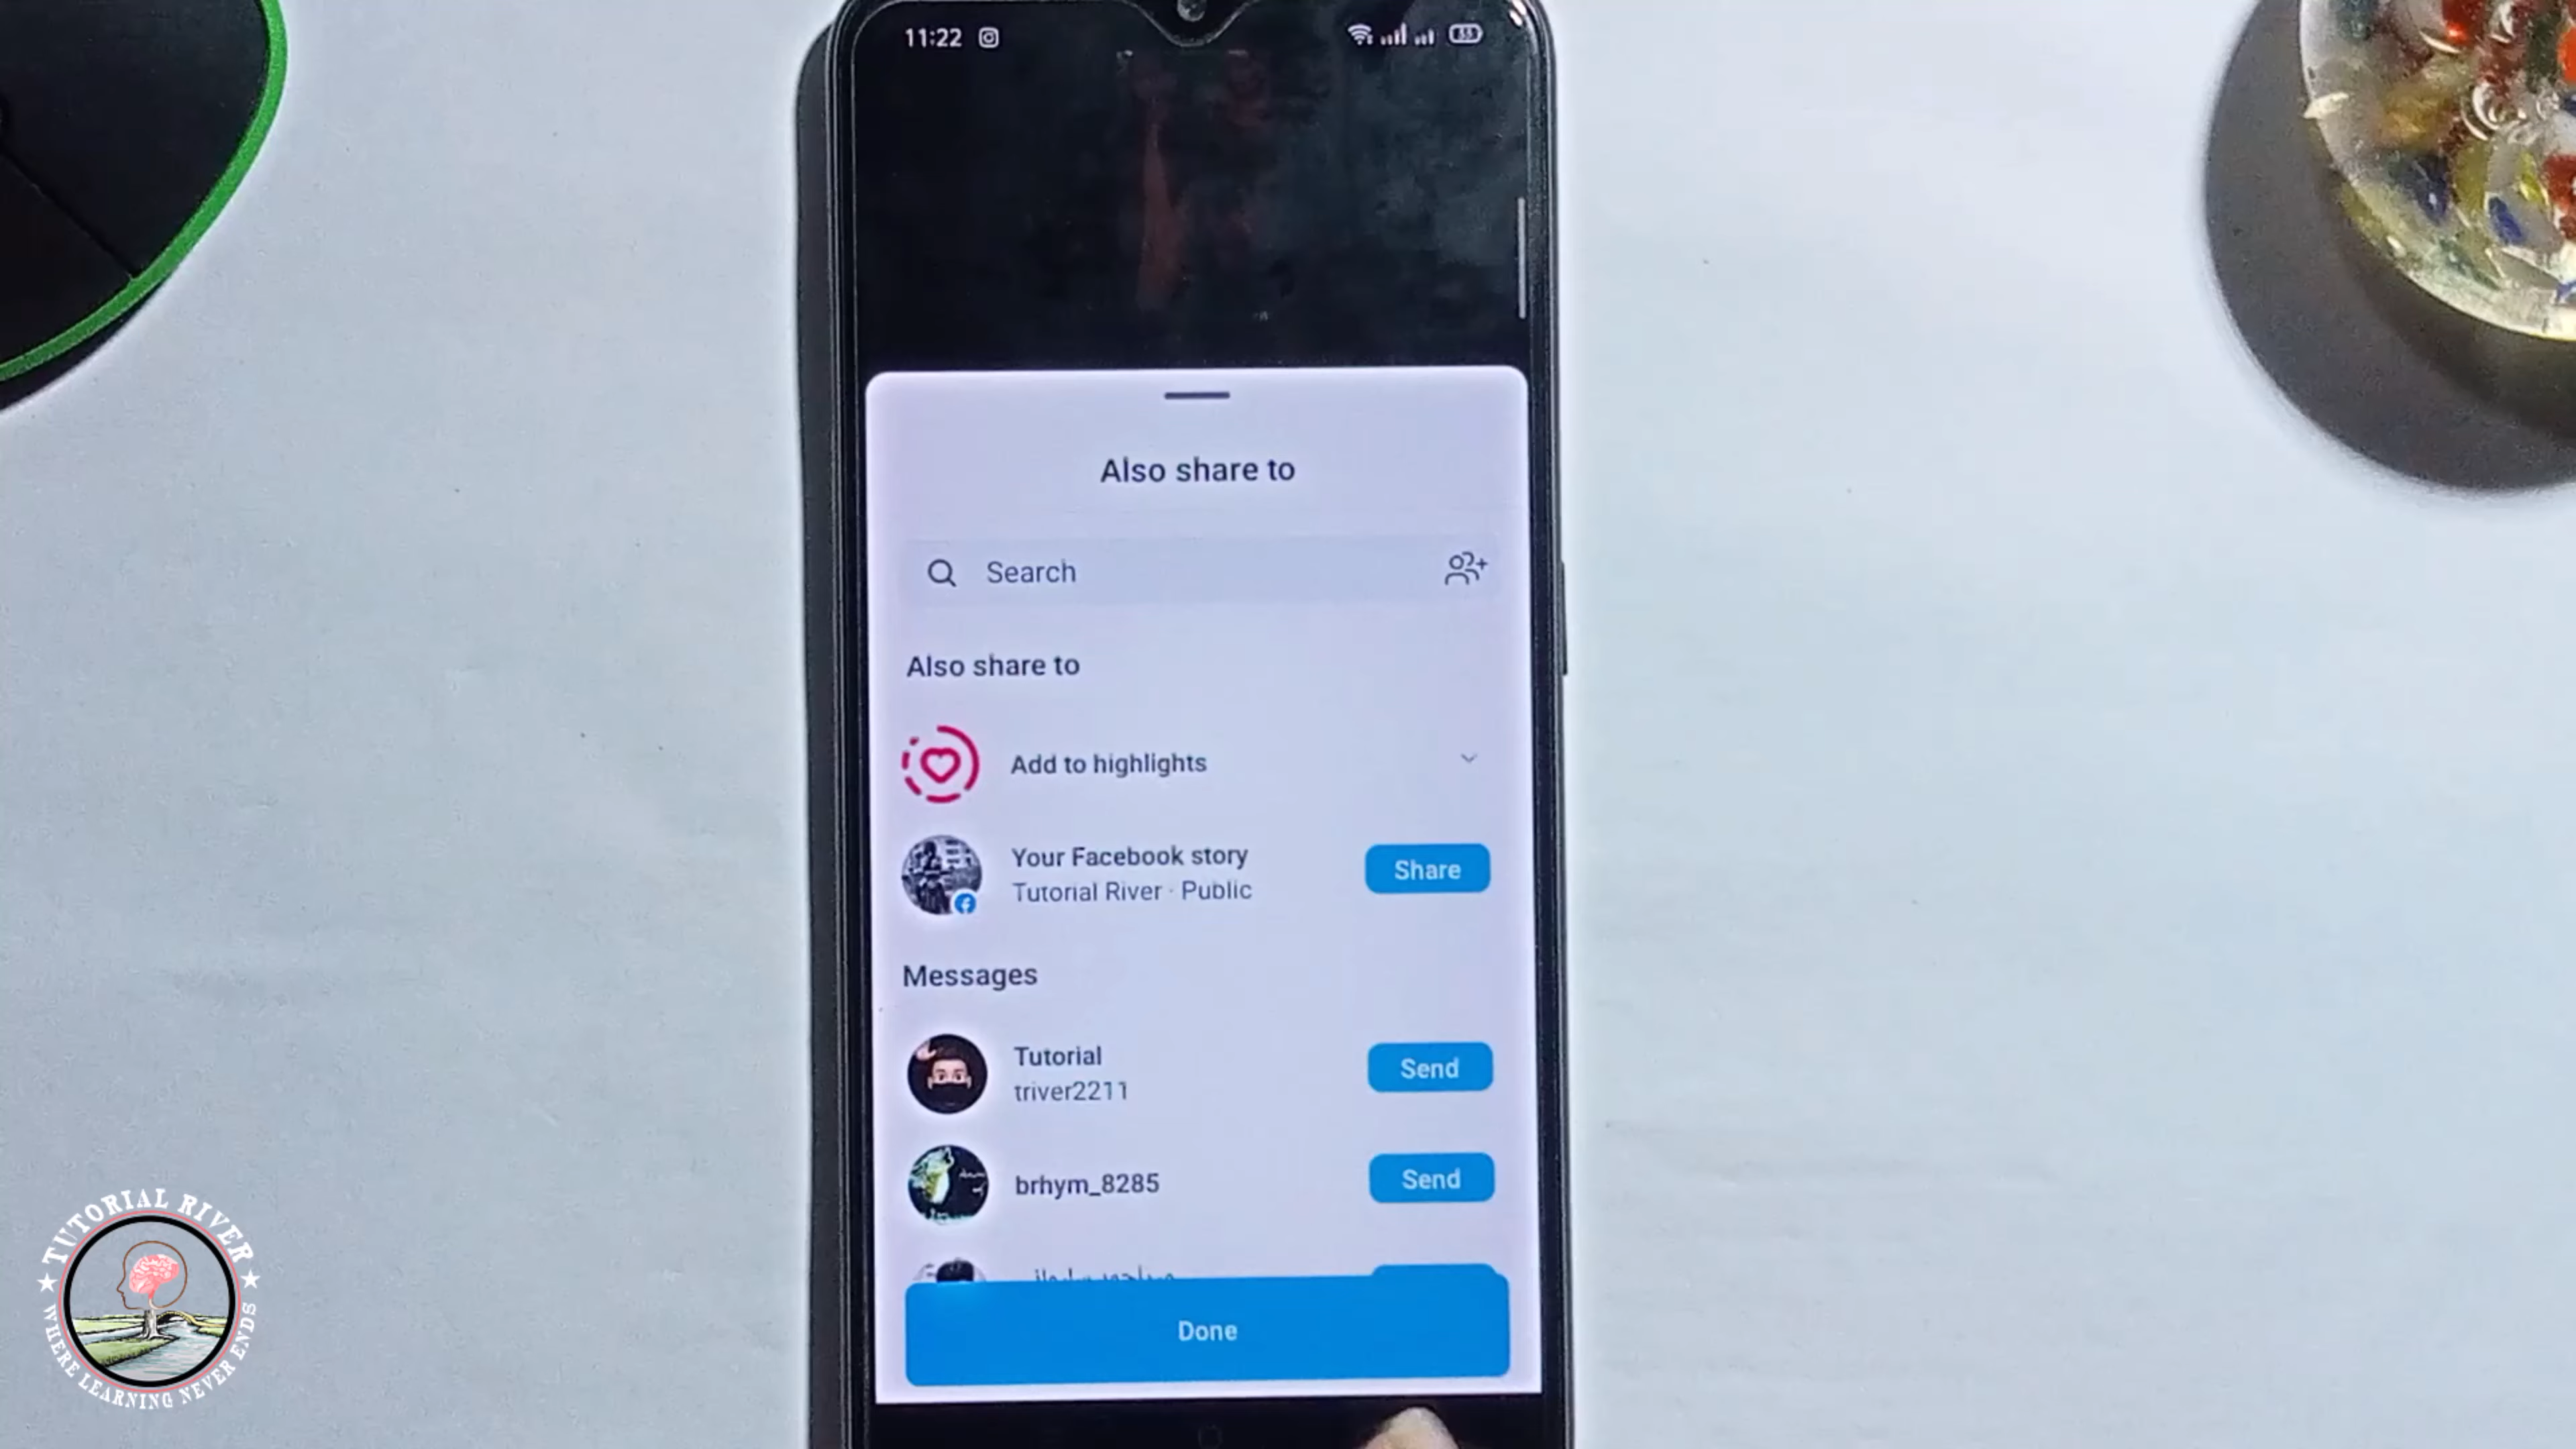 11:22
55
Also share to
Search
Also share to
Add to highlights
Your Facebook story
Tutorial River · Public
Share
Messages
Tutorial
triver2211
Send
brhym_8285
Send
Done
TUTORIAL RIVER
WHERE LEARNING NEVER ENDS